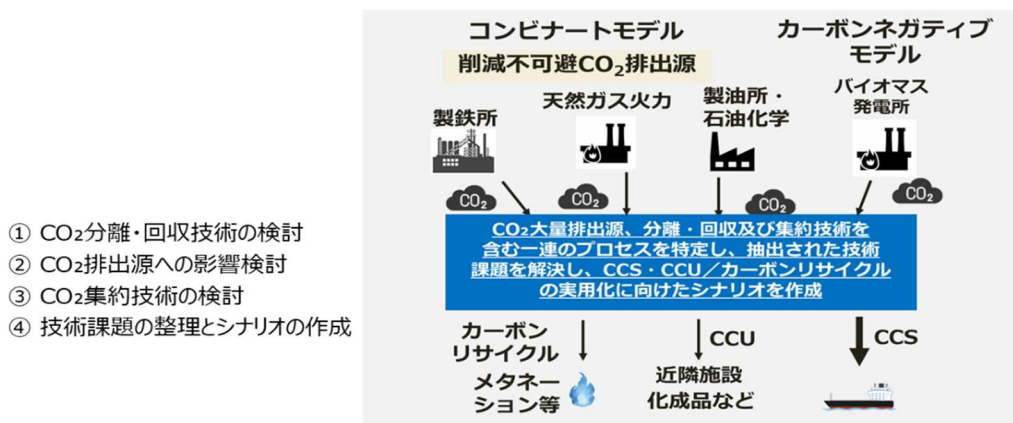 ① CO₂分離・回収技術の検討
② CO₂排出源への影響検討
③ CO₂集約技術の検討
④ 技術課題の整理とシナリオの作成
コンビナートモデル
削減不可避CO₂排出源
カーボンネガティブ
モデル
製鉄所
天然ガス火力
製油所・
石油化学
バイオマス
発電所
CO₂
CO₂
CO₂
CO₂
CO₂大量排出源、分離・回収及び集約技術を
含む一連のプロセスを特定し、抽出された技術
課題を解決し、CCS・CCU／カーボンリサイクル
の実用化に向けたシナリオを作成
カーボン
リサイクル
メタネー
ション等
CCU
近隣施設
化成品など
CCS